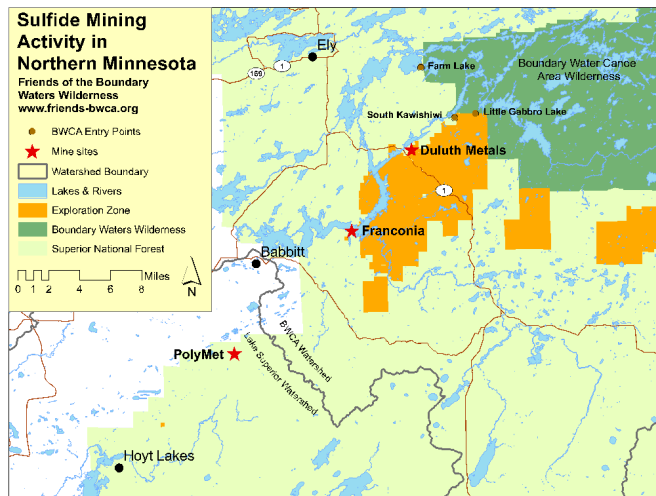 Sulfide Mining
Activity in
Northern Minnesota
Friends of the Boundary
Waters Wilderness
www.friends-bwca.org
BWCA Entry Points
Mine sites
Watershed Boundary
Lakes & Rivers
Exploration Zone
Boundary Waters Wilderness
Superior National Forest
Miles
0 1 2 4 6 8
N
Ely
1
169
Farm Lake
Boundary Water Canoe
Area Wilderness
South Kawishiwi
Little Gabbro Lake
Duluth Metals
1
Franconia
Babbitt
BWCA Watershed
Lake Superior Watershed
PolyMet
Hoyt Lakes